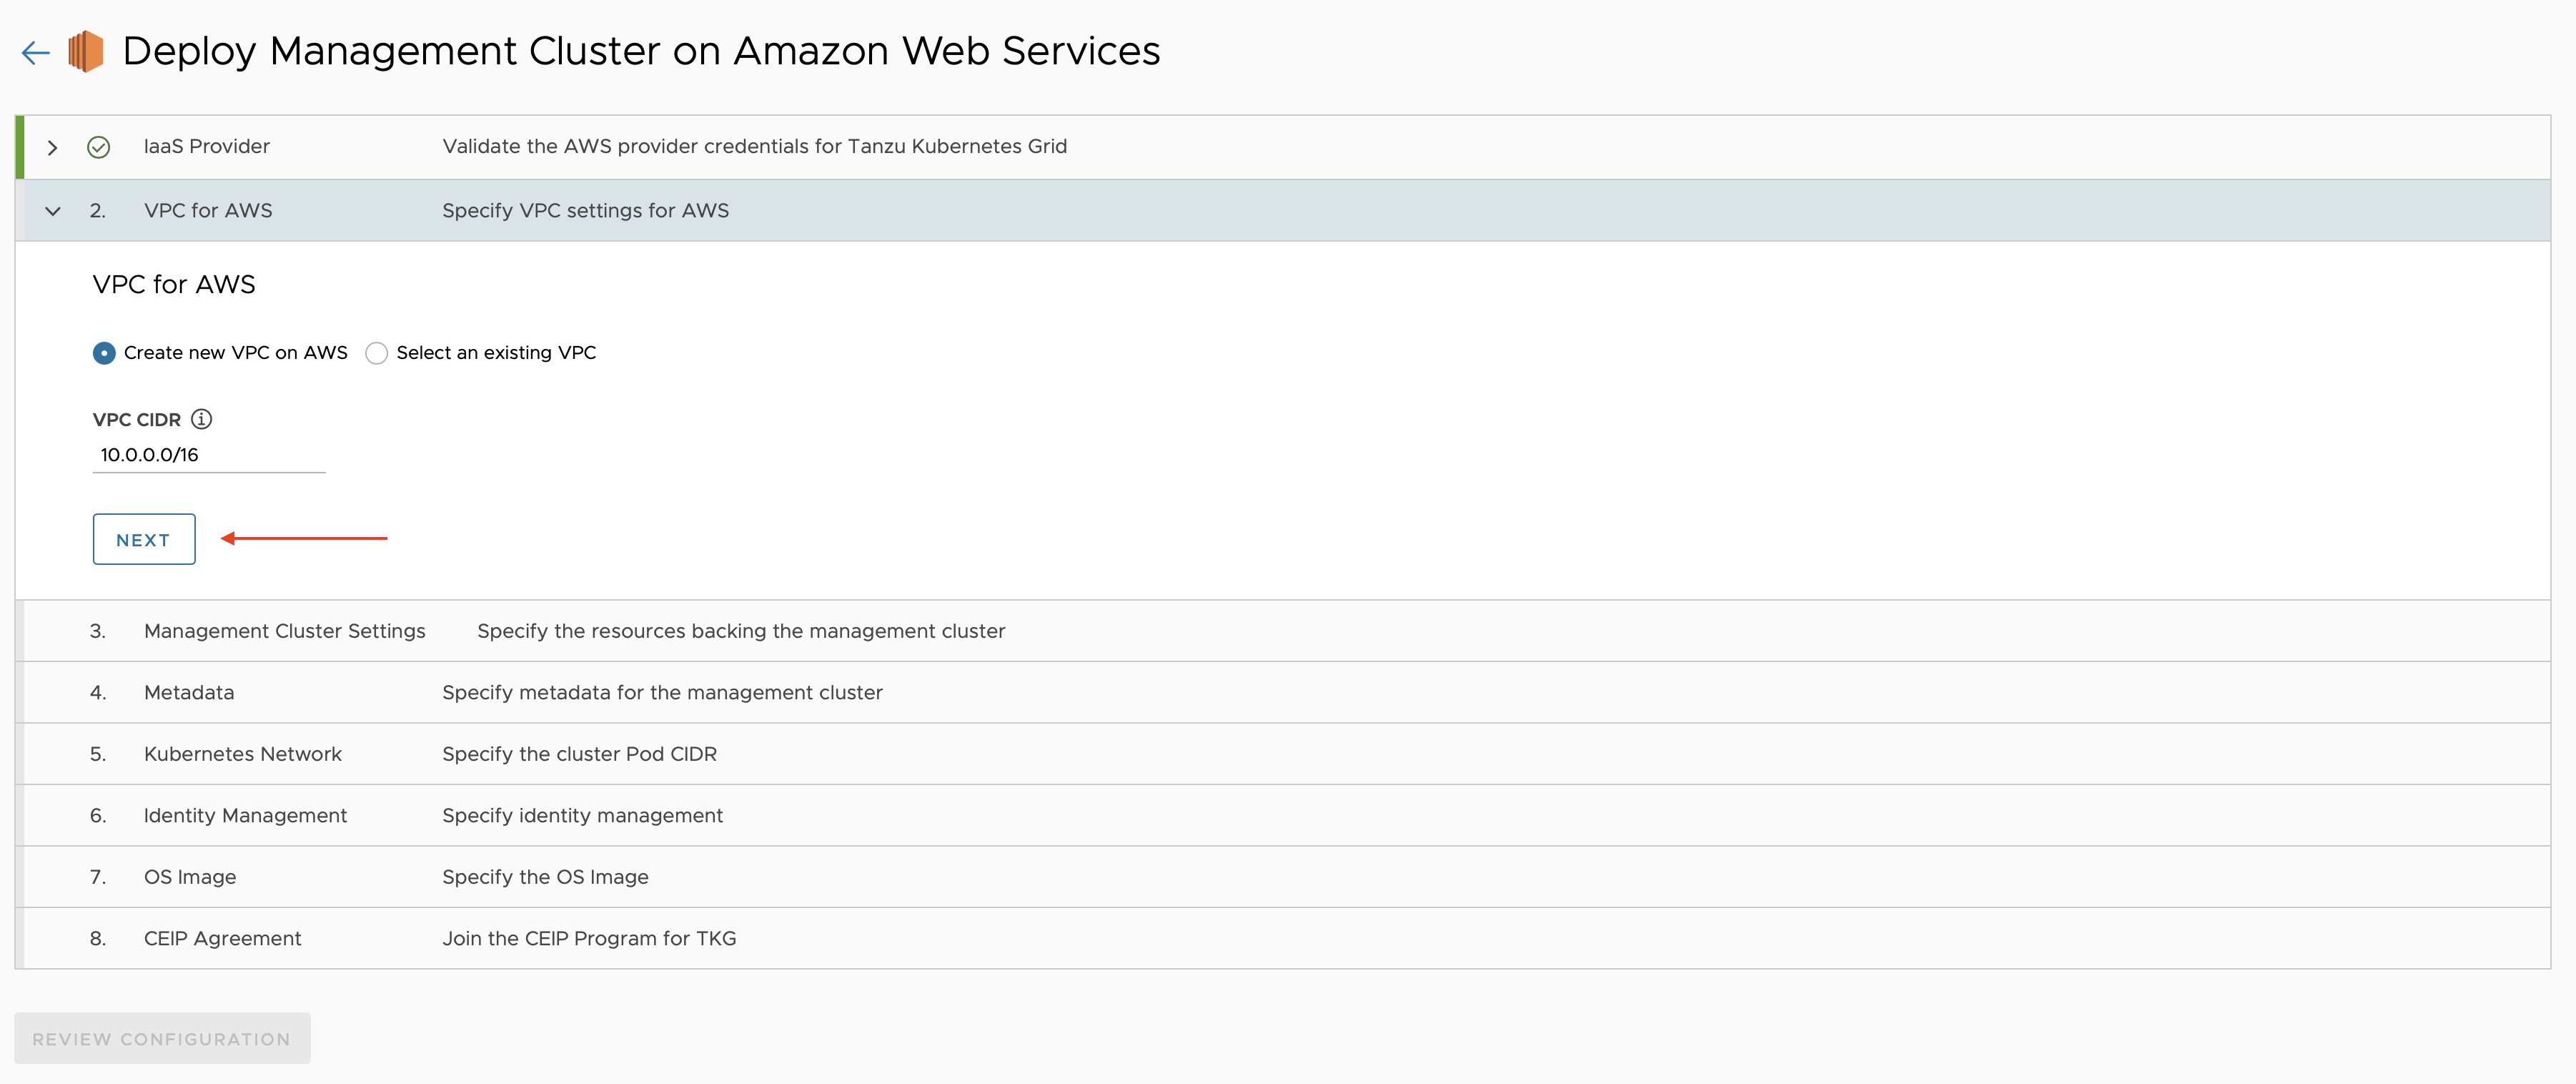 Deploy Management Cluster on Amazon Web Services
IaaS Provider Validate the AWS provider credentials for Tanzu Kubernetes Grid
2. VPC for AWS Specify VPC settings for AWS
VPC for AWS
Create new VPC on AWS Select an existing VPC
VPC CIDR
10.0.0.0/16
NEXT
3. Management Cluster Settings Specify the resources backing the management cluster
4. Metadata Specify metadata for the management cluster
5. Kubernetes Network Specify the cluster Pod CIDR
6. Identity Management Specify identity management
7. OS Image Specify the OS Image
8. CEIP Agreement Join the CEIP Program for TKG
REVIEW CONFIGURATION